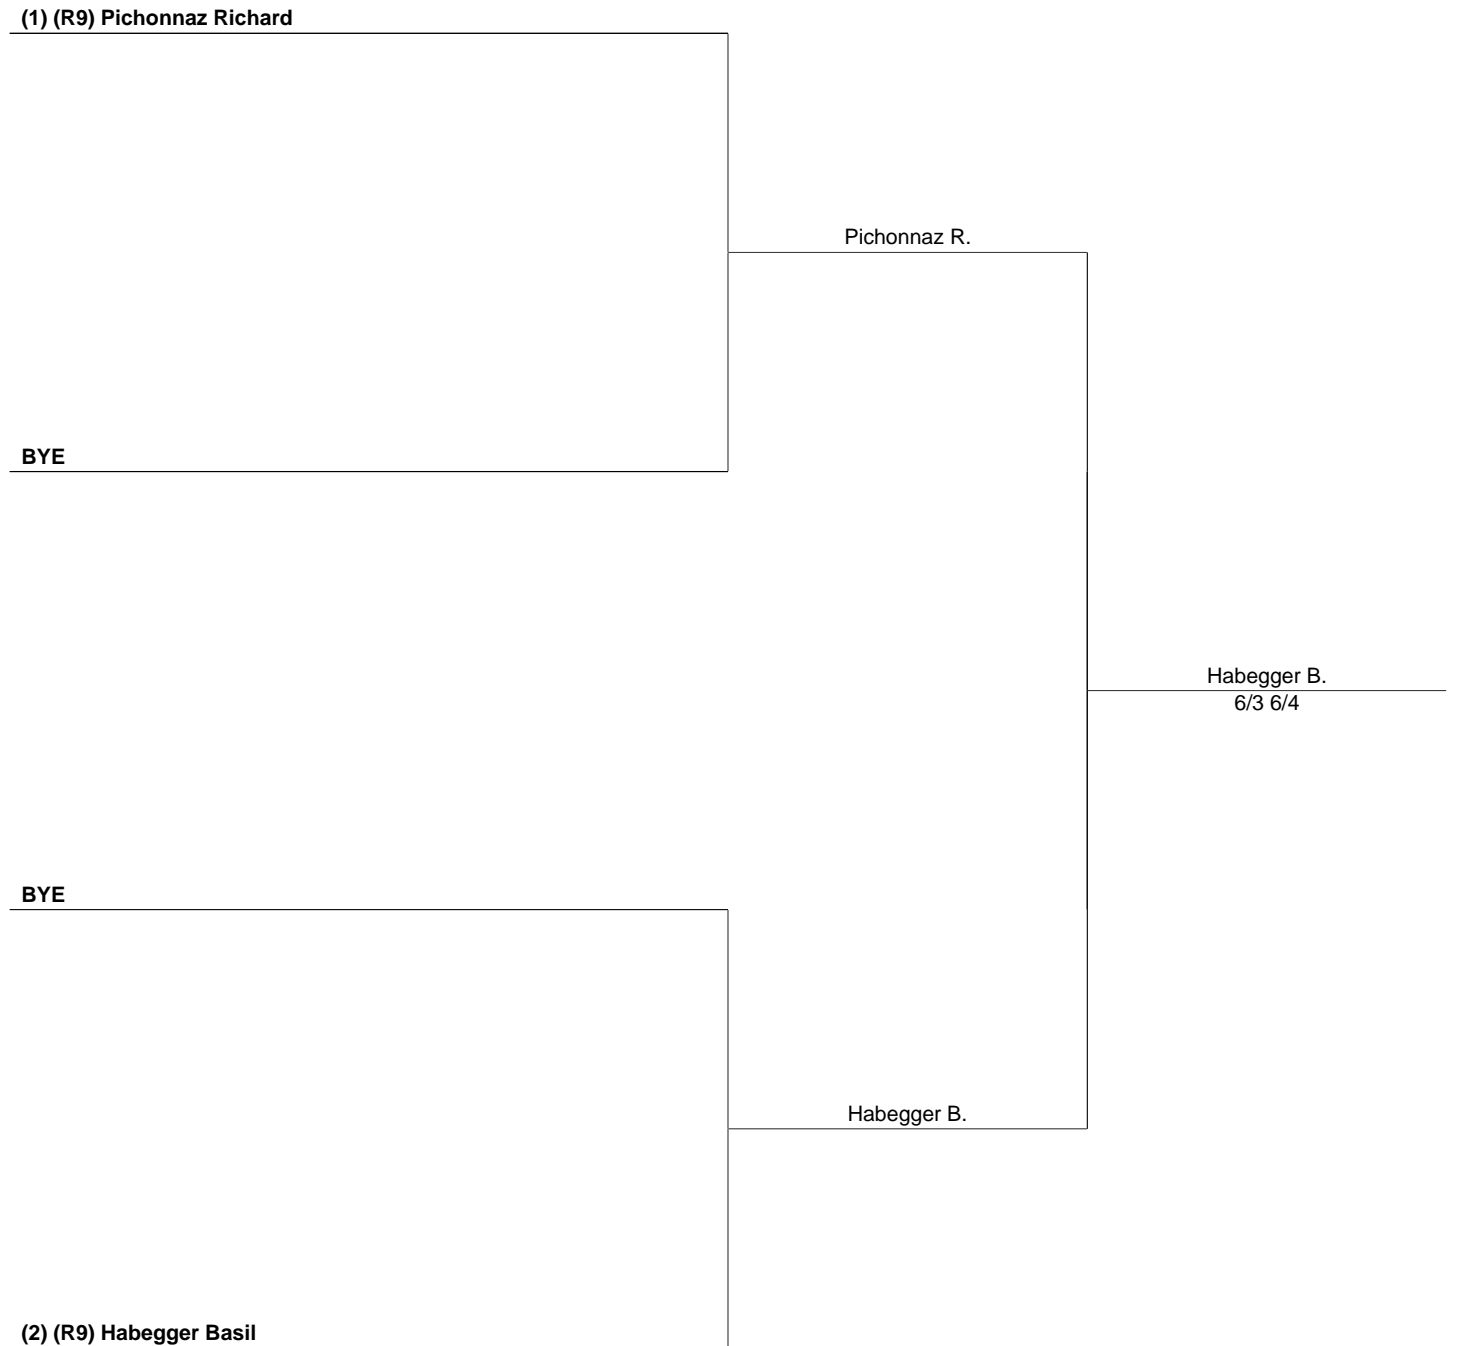 (1) (R9) Pichonnaz Richard
Pichonnaz R.
BYE
Habegger B.
6/3 6/4
BYE
Habegger B.
(2) (R9) Habegger Basil